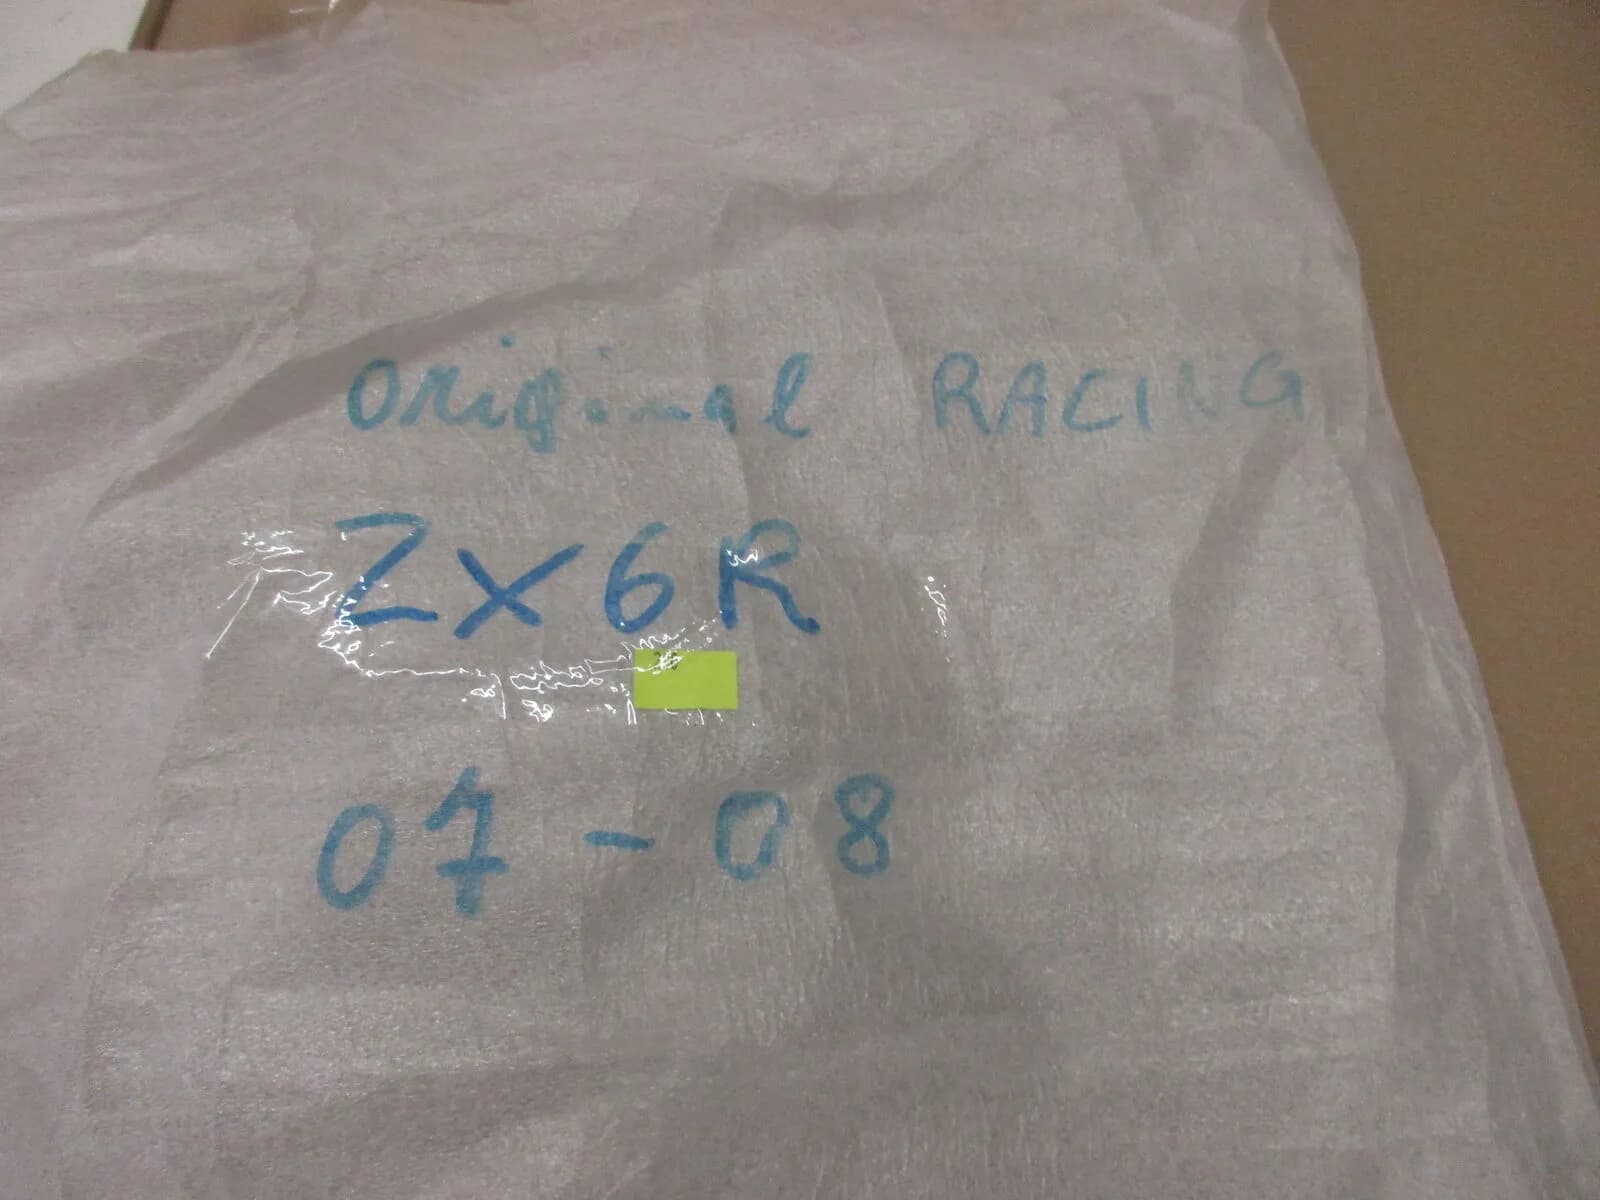 original RACING
ZX6R
07-08